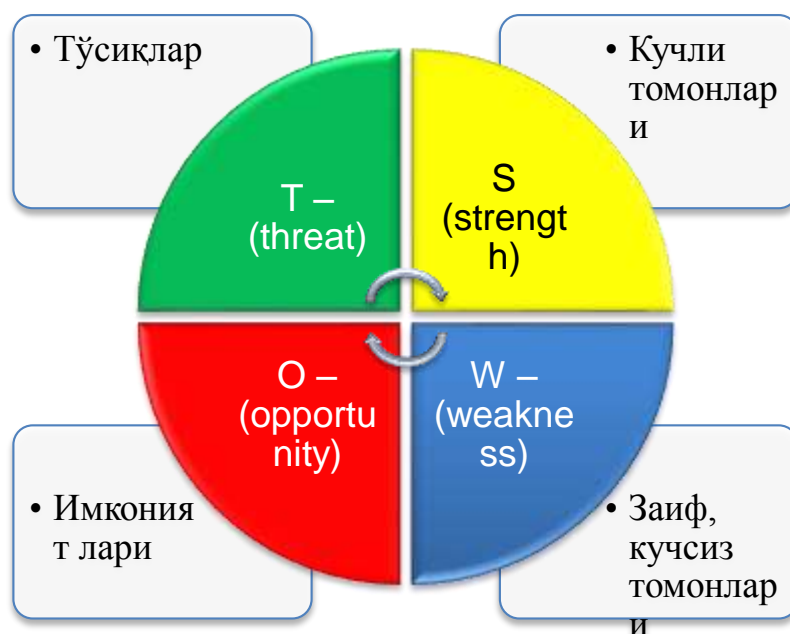 • Тўсиқлар
• Кучли
томонлар
и
T –
(threat)
S
(strengt
h)
O –
(opportu
nity)
W –
(weakne
ss)
• Имкония
т лари
• Заиф,
кучсиз
томонлар
и